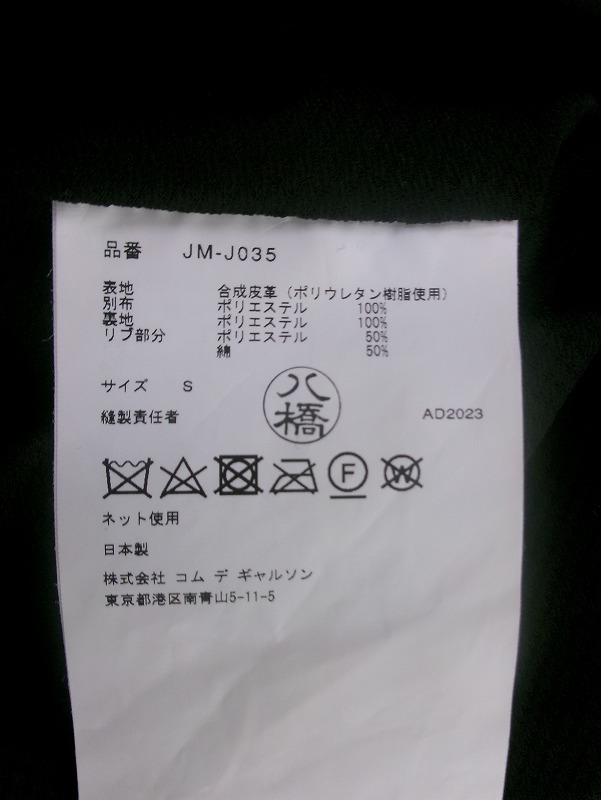 品番 JM-J035
表地 合成皮革（ポリウレタン樹脂使用）
別布 ポリエステル 100%
裏地 ポリエステル 100%
リブ部分 ポリエステル 50%
綿 50%
サイズ S
八橋
縫製責任者
AD2023
F
W
ネット使用
日本製
株式会社 コム デ ギャルソン
東京都港区南青山5-11-5